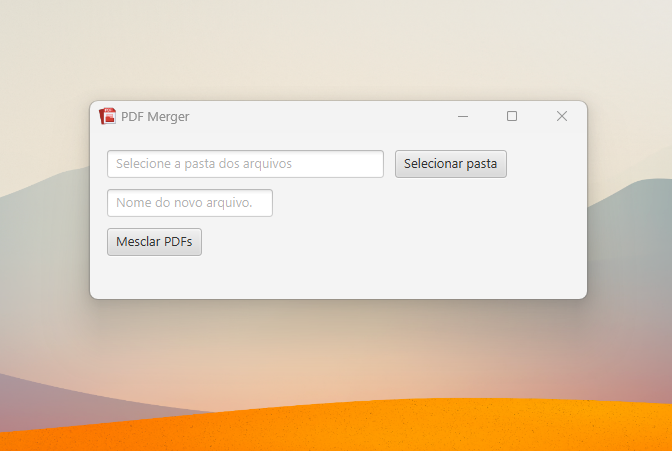 PDF Merger
Selecione a pasta dos arquivos
Selecionar pasta
Nome do novo arquivo.
Mesclar PDFs